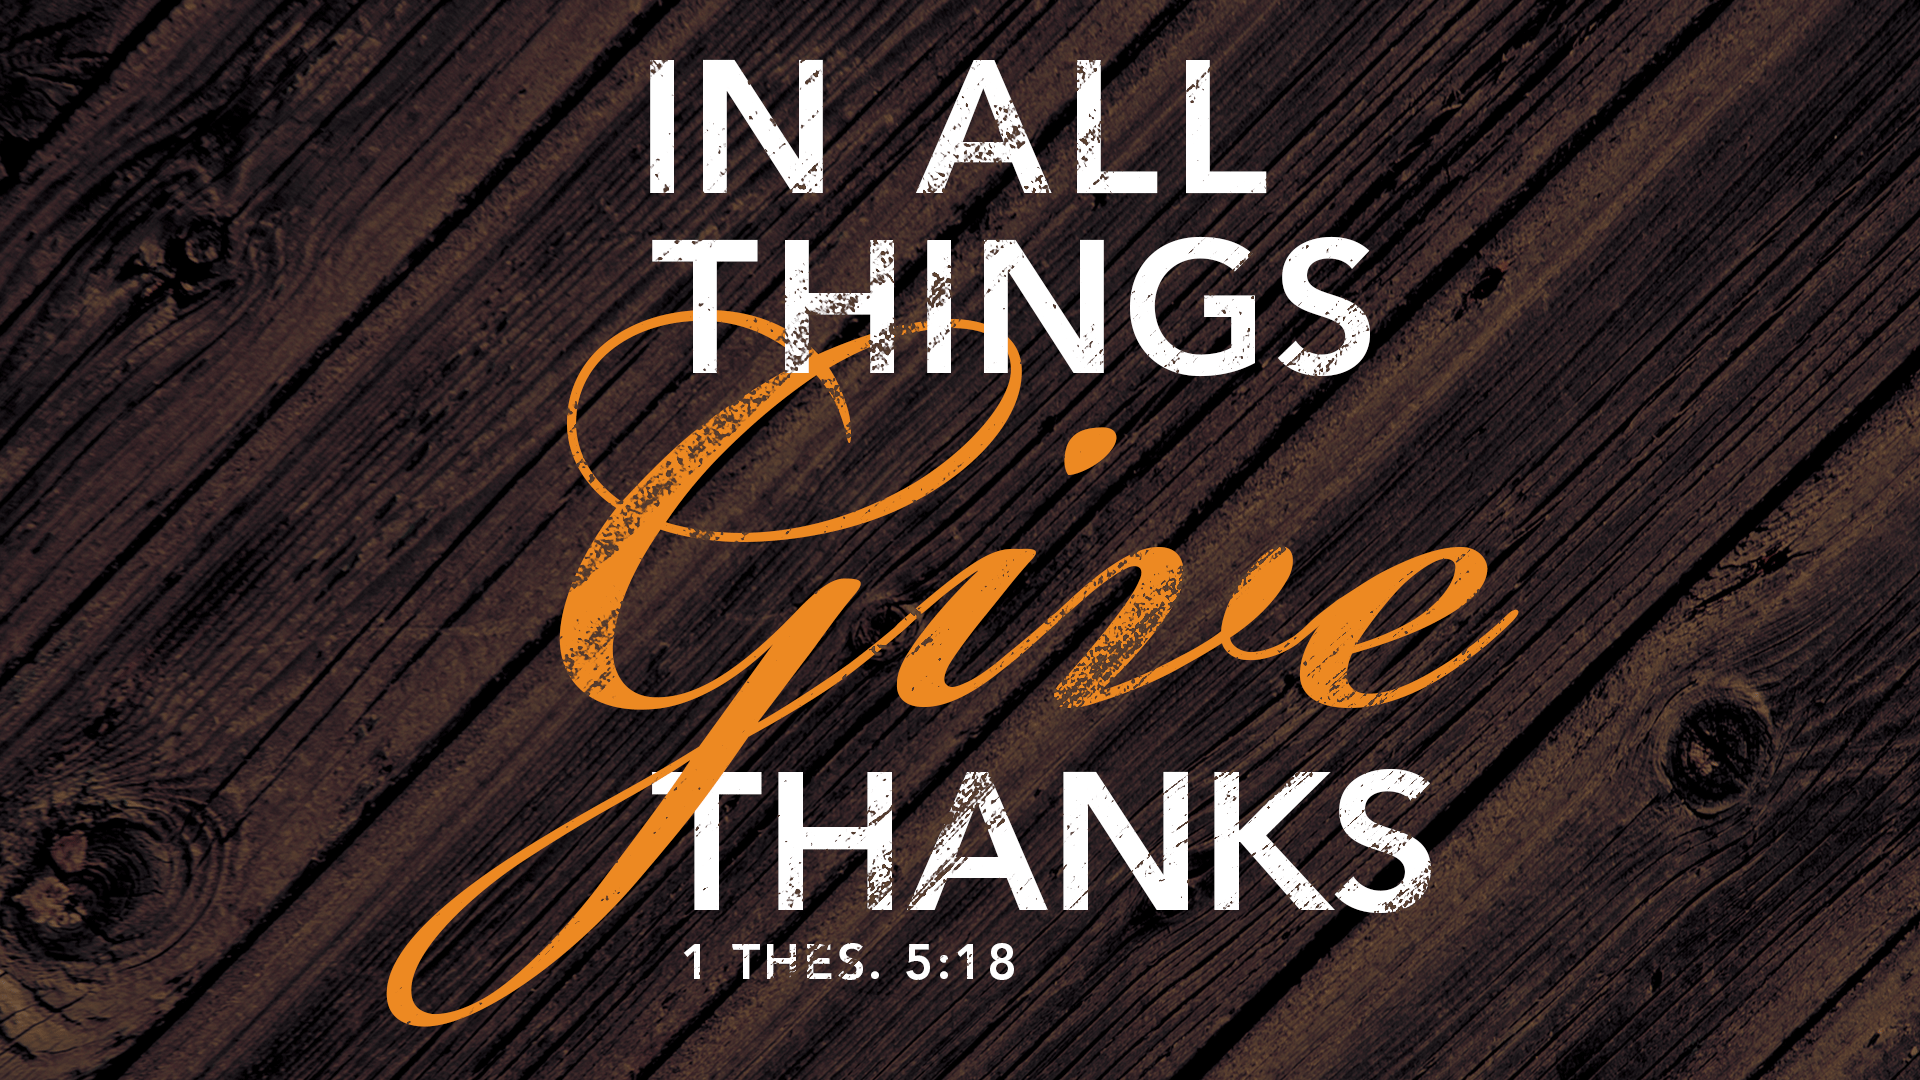 IN ALL
THINGS
Give
THANKS
1 THES. 5:18